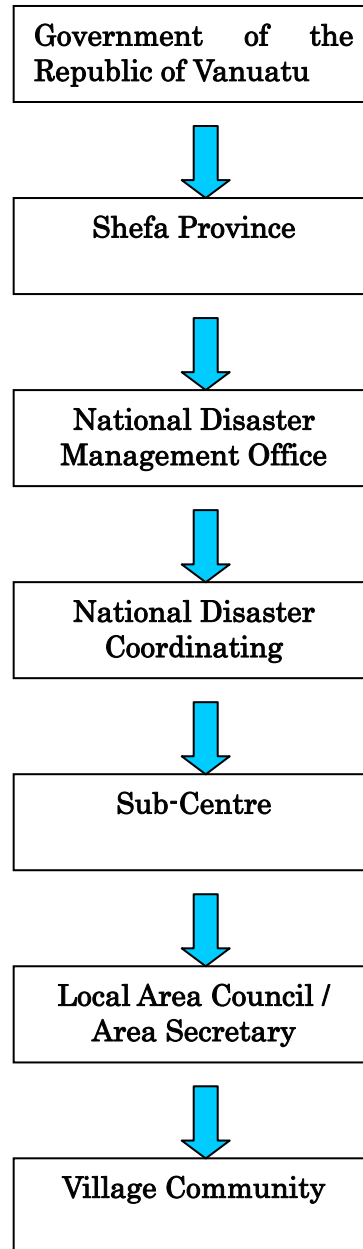 Government of the
Republic of Vanuatu
Shefa Province
National Disaster
Management Office
National Disaster
Coordinating
Sub-Centre
Local Area Council /
Area Secretary
Village Community